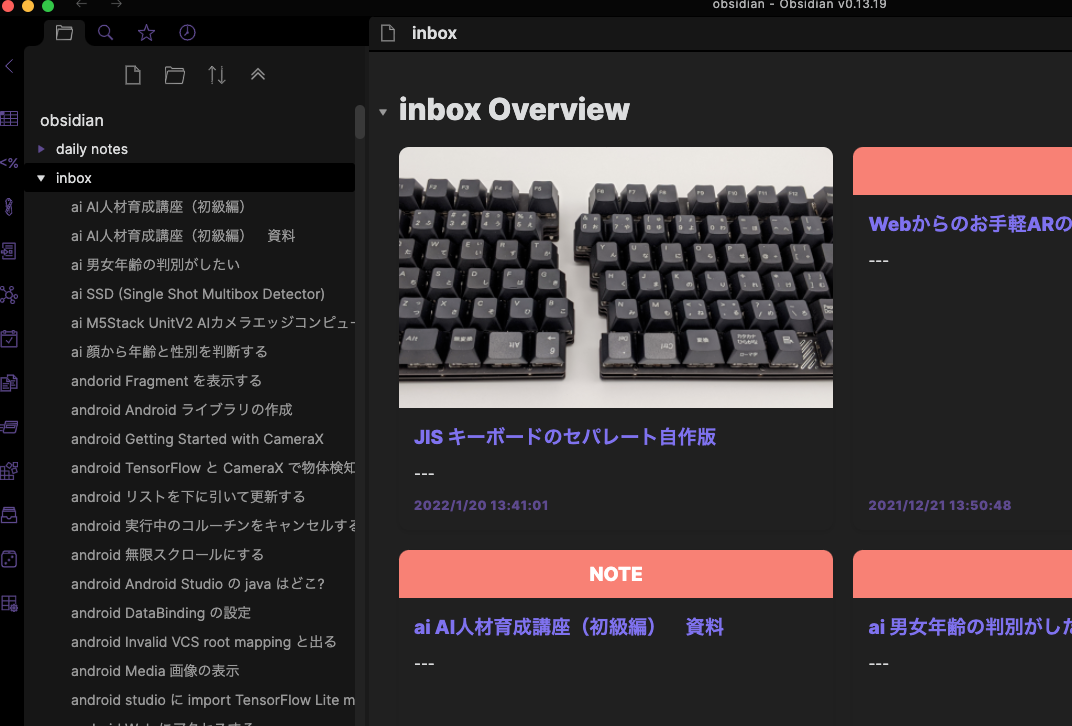 obsidian - Obsidian v0.13.19
inbox
obsidian
daily notes
inbox
ai AI人材育成講座（初級編）
ai AI人材育成講座（初級編）　資料
ai 男女年齢の判別がしたい
ai SSD (Single Shot Multibox Detector)
ai M5Stack UnitV2 AIカメラエッジコンピュー
ai 顔から年齢と性別を判断する
andorid Fragment を表示する
android Android ライブラリの作成
android Getting Started with CameraX
android TensorFlow と CameraX で物体検知
android リストを下に引いて更新する
android 実行中のコルーチンをキャンセルする
android 無限スクロールにする
android Android Studio の java はどこ?
android DataBinding の設定
android Invalid VCS root mapping と出る
android Media 画像の表示
android studio に import TensorFlow Lite m
inbox Overview
JIS キーボードのセパレート自作版
---
2022/1/20 13:41:01
Webからのお手軽ARの
---
2021/12/21 13:50:48
NOTE
ai AI人材育成講座（初級編）　資料
---
ai 男女年齢の判別がした
---